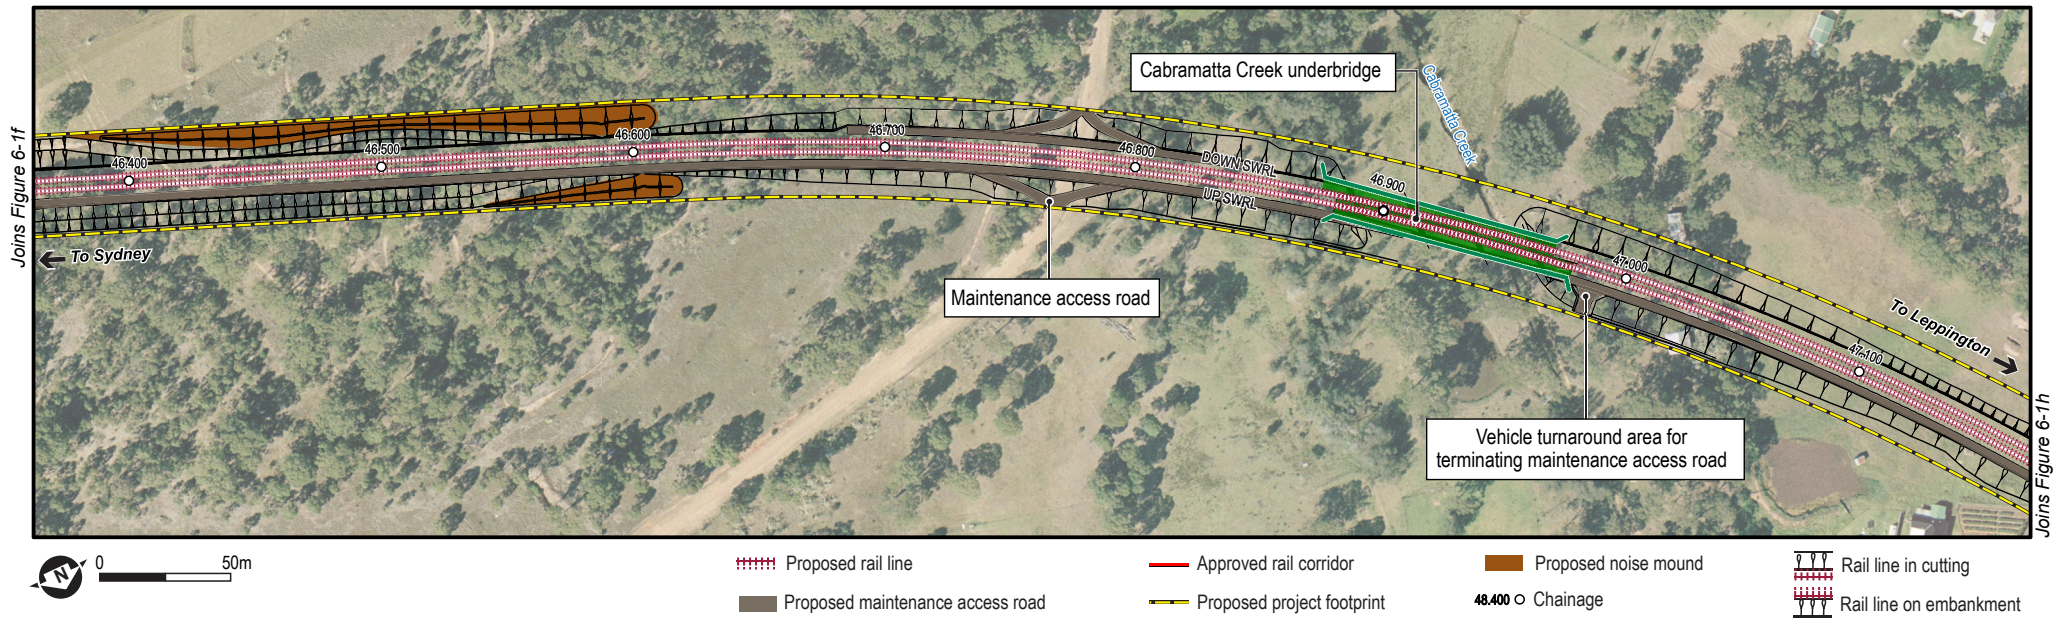 Joins Figure 6-1f
To Sydney
46.400
46.500
46.600
46.700
46.800
DOWN SWRL
UP SWRL
Cabramatta Creek underbridge
Cabramatta Creek
46.900
Maintenance access road
47.000
To Leppington
47.100
Vehicle turnaround area for
terminating maintenance access road
Joins Figure 6-1h
N
0 50m
Proposed rail line
Proposed maintenance access road
Approved rail corridor
Proposed project footprint
Proposed noise mound
48.400 Chainage
Rail line in cutting
Rail line on embankment